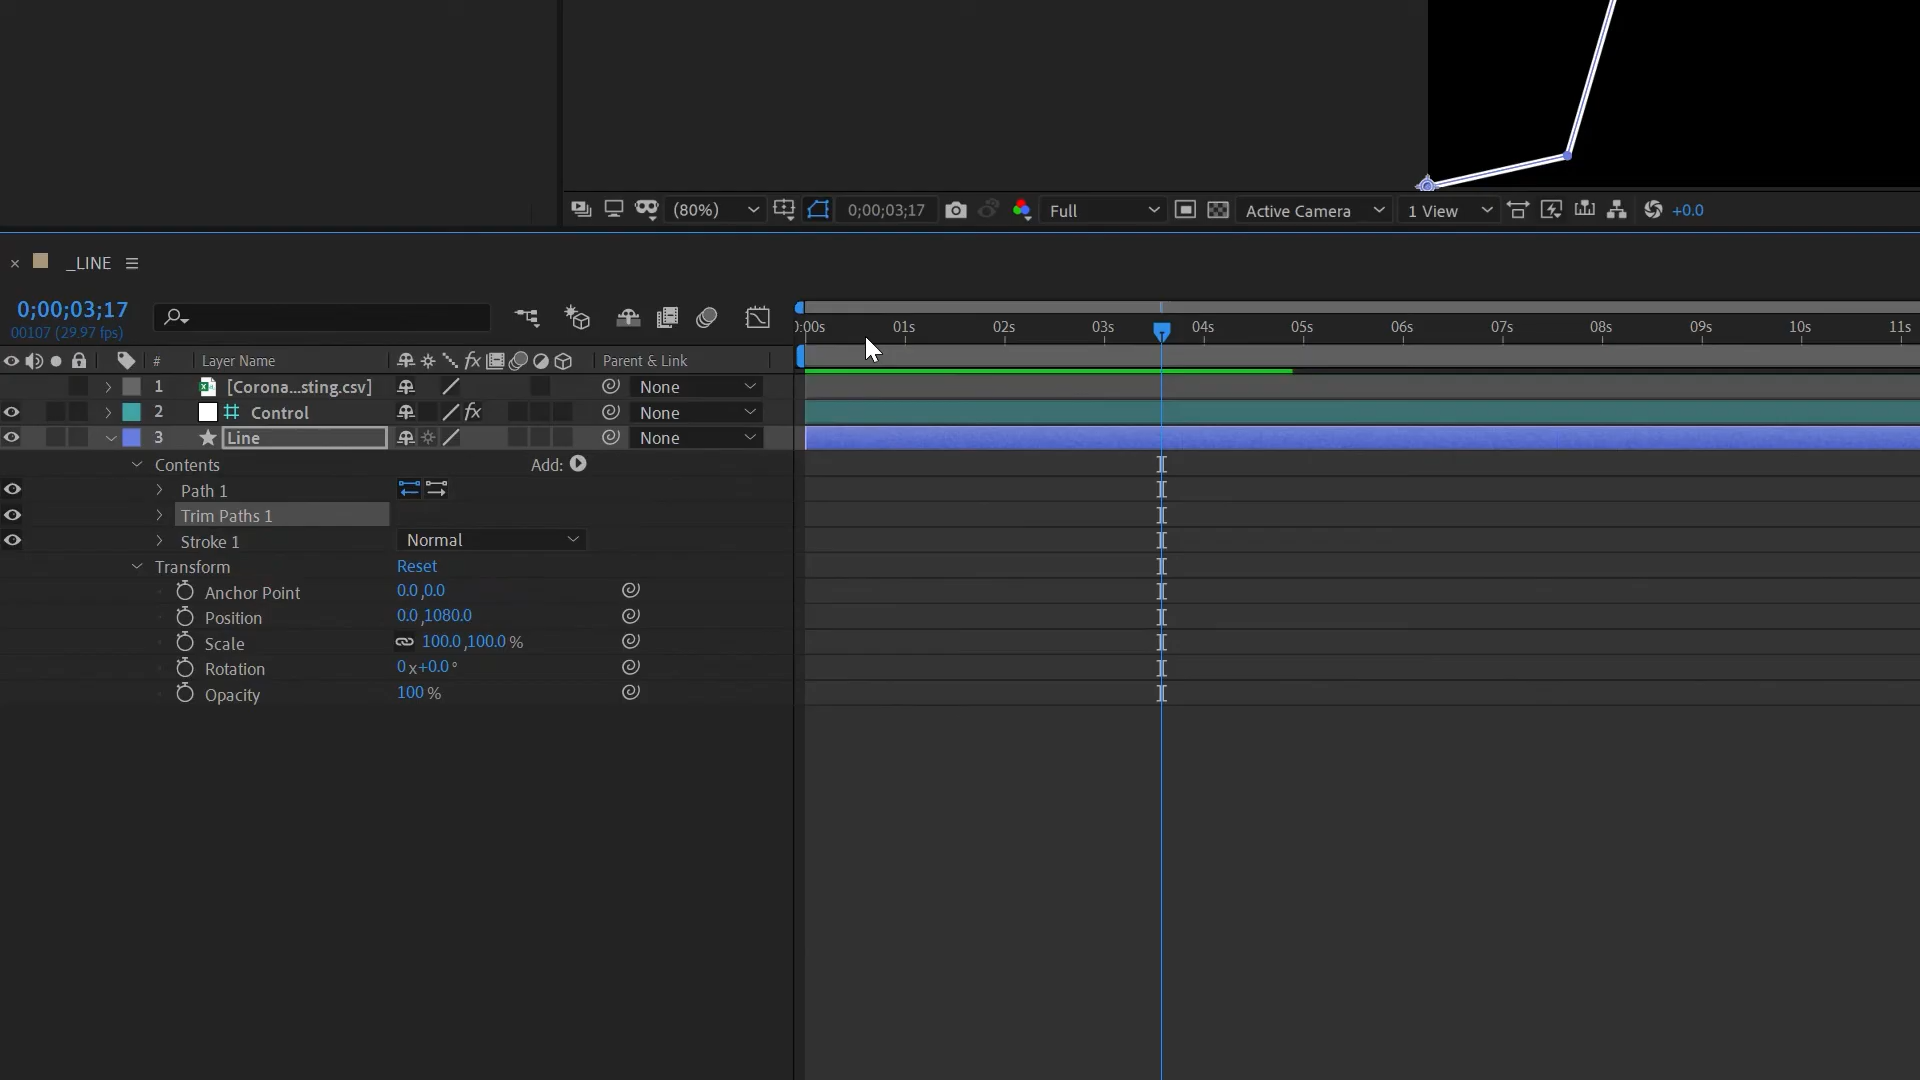 (80%) 0;00;03;17 Full Active Camera 1 View +0.0
× _LINE
0;00;03;17
00107 (29.97 fps)
0:00s 01s 02s 03s 04s 05s 06s 07s 08s 09s 10s 11s
# Layer Name fx Parent & Link
1 [Corona...sting.csv] None
2 Control fx None
3 Line None
Contents Add:
Path 1
Trim Paths 1
Stroke 1 Normal
Transform Reset
Anchor Point 0.0,0.0
Position 0.0,1080.0
Scale 100.0,100.0%
Rotation 0x+0.0°
Opacity 100%